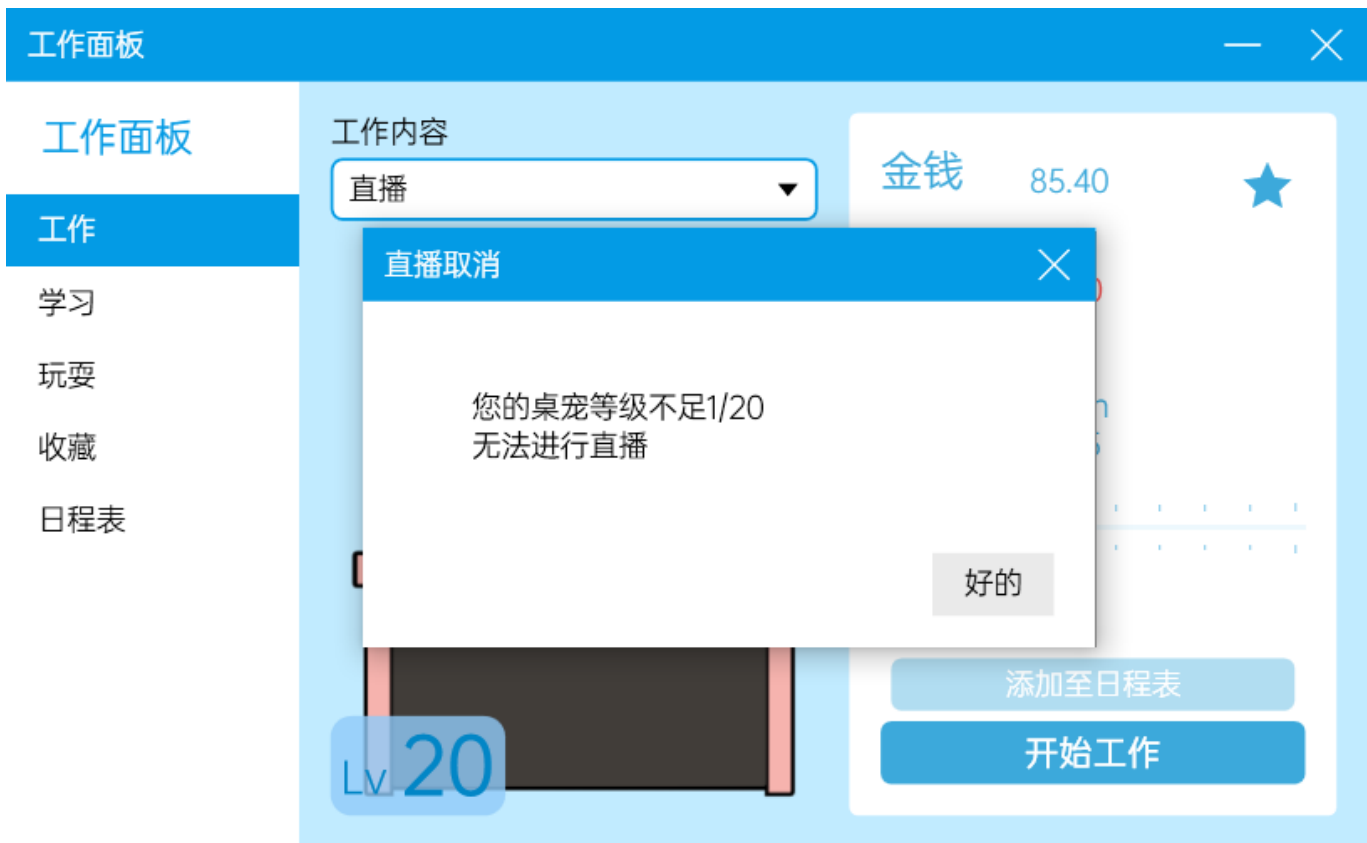 工作面板
工作面板
工作
学习
玩耍
收藏
日程表
工作内容
直播
金钱 85.40
直播取消
您的桌宠等级不足1/20
无法进行直播
好的
添加至日程表
开始工作
Lv 20